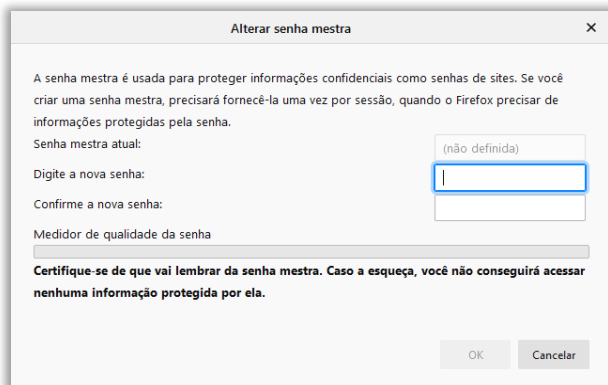 Alterar senha mestra
A senha mestra é usada para proteger informações confidenciais como senhas de sites. Se você
criar uma senha mestra, precisará fornecê-la uma vez por sessão, quando o Firefox precisar de
informações protegidas pela senha.
Senha mestra atual:
(não definida)
Digite a nova senha:
Confirme a nova senha:
Medidor de qualidade da senha
Certifique-se de que vai lembrar da senha mestra. Caso a esqueça, você não conseguirá acessar
nenhuma informação protegida por ela.
OK
Cancelar